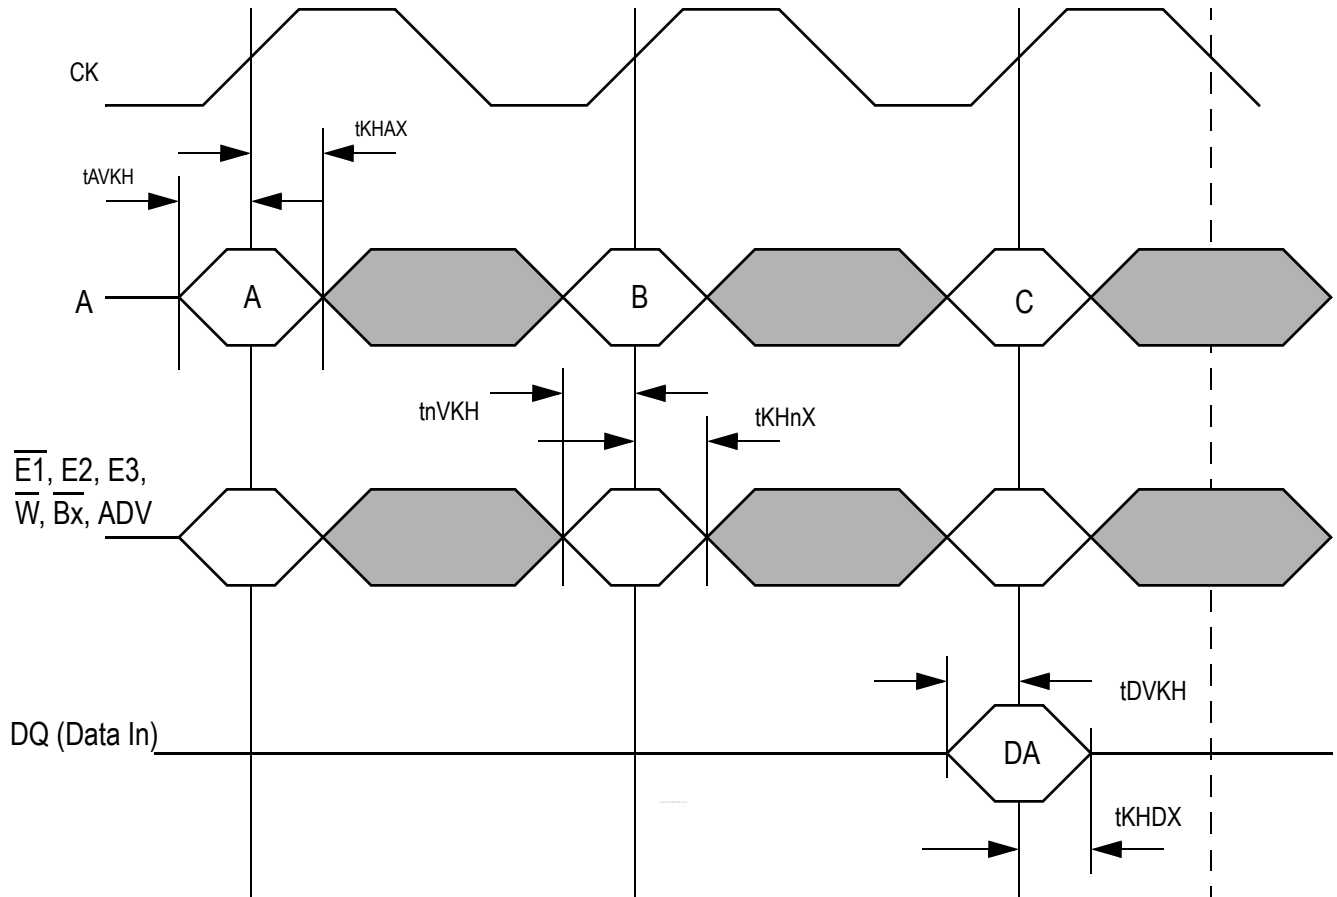 CK
tKHAX
tAVKH
A
A
B
C
tnVKH
tKHnX
E1, E2, E3,
W, Bx, ADV
tDVKH
DQ (Data In)
DA
tKHDX